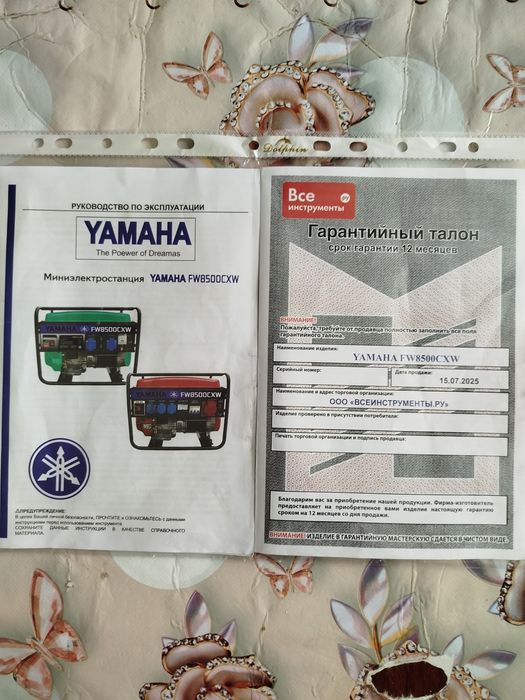 Dolphin
РУКОВОДСТВО ПО ЭКСПЛУАТАЦИИ
YAMAHA
The Poewer of Dreamas
Миниэлектростанция YAMAHA FW8500CXW
YAMAHA FW8500CXW
YAMAHA FW8500CXW
⚠ПРЕДУПРЕЖДЕНИЕ:
В целях Вашей личной безопасности, ПРОЧТИТЕ и ОЗНАКОМЬТЕСЬ с данными
инструкциями перед использованием инструмента
СОХРАНИТЕ ДАННЫЕ ИНСТРУКЦИИ В КАЧЕСТВЕ СПРАВОЧНОГО
МАТЕРИАЛА.
Все
инструменты ру
Гарантийный талон
срок гарантии 12 месяцев
ВНИМАНИЕ!
Пожалуйста, требуйте от продавца полностью заполнить все поля
гарантийного талона.
Наименование изделия:
YAMAHA FW8500CXW
Серийный номер:
Дата продажи:
15.07.2025
Наименование и адрес торговой организации:
ООО «ВСЕИНСТРУМЕНТЫ.РУ»
Изделие проверено в присутствии потребителя:
Печать торговой организации и подпись продавца:
Благодарим вас за приобретение нашей продукции. Фирма-изготовитель
предоставляет на приобретенное вами изделие настоящую гарантию
сроком на 12 месяцев со дня продажи.
ВНИМАНИЕ! ИЗДЕЛИЕ В ГАРАНТИЙНУЮ МАСТЕРСКУЮ СДАЕТСЯ В ЧИСТОМ ВИДЕ.